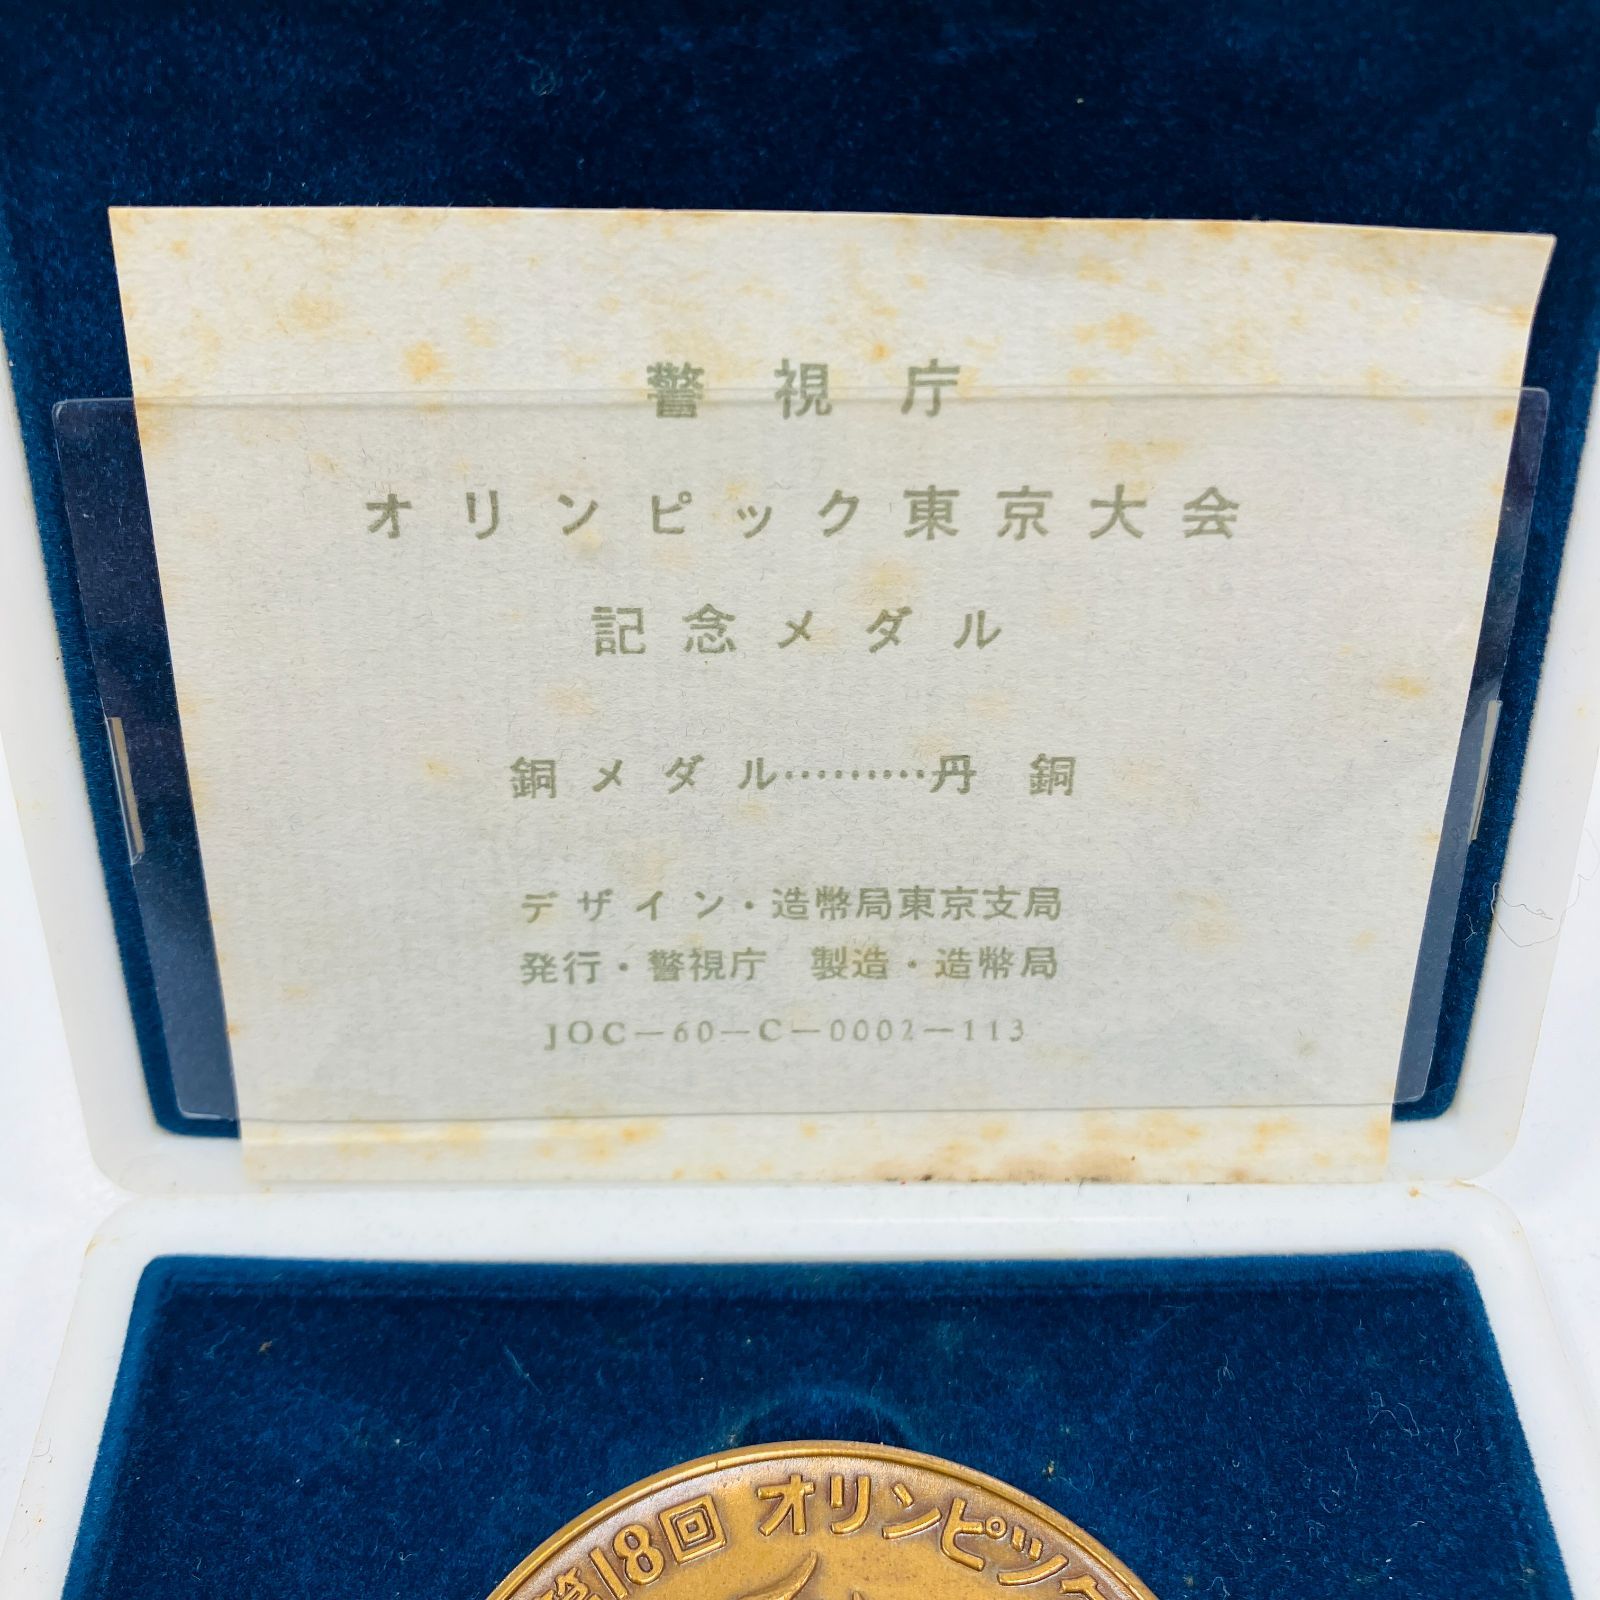 警視庁
オリンピック東京大会
記念メダル
銅メダル………丹銅
デザイン・造幣局東京支局
発行・警視庁　製造・造幣局
JOC－60－C－0002－113
第18回 オリンピック